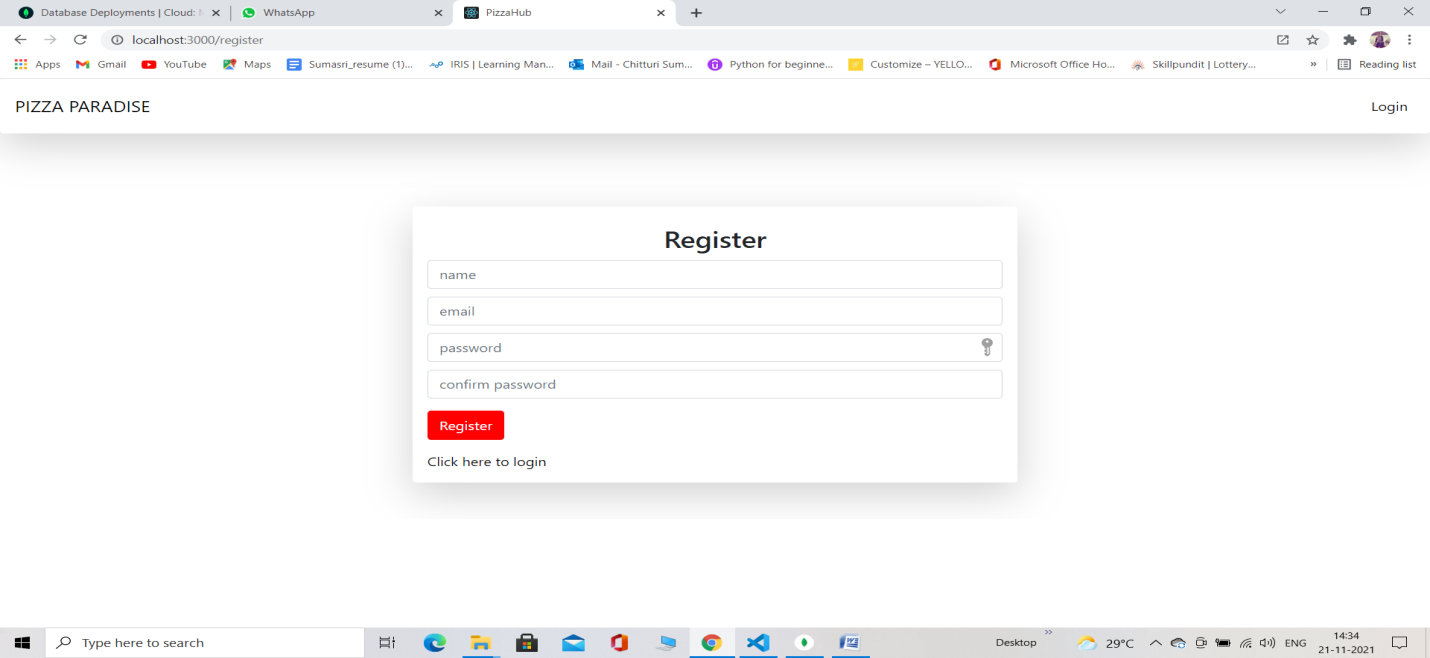 Database Deployments | Cloud: M
WhatsApp
PizzaHub
localhost:3000/register
Apps
Gmail
YouTube
Maps
Sumasri_resume (1)...
IRIS | Learning Man...
Mail - Chitturi Sum...
Python for beginne...
Customize – YELLO...
Microsoft Office Ho...
Skillpundit | Lottery...
»
Reading list
PIZZA PARADISE
Login
Register
name
email
password
confirm password
Register
Click here to login
Type here to search
Desktop
»
29°C
ENG
14:34
21-11-2021